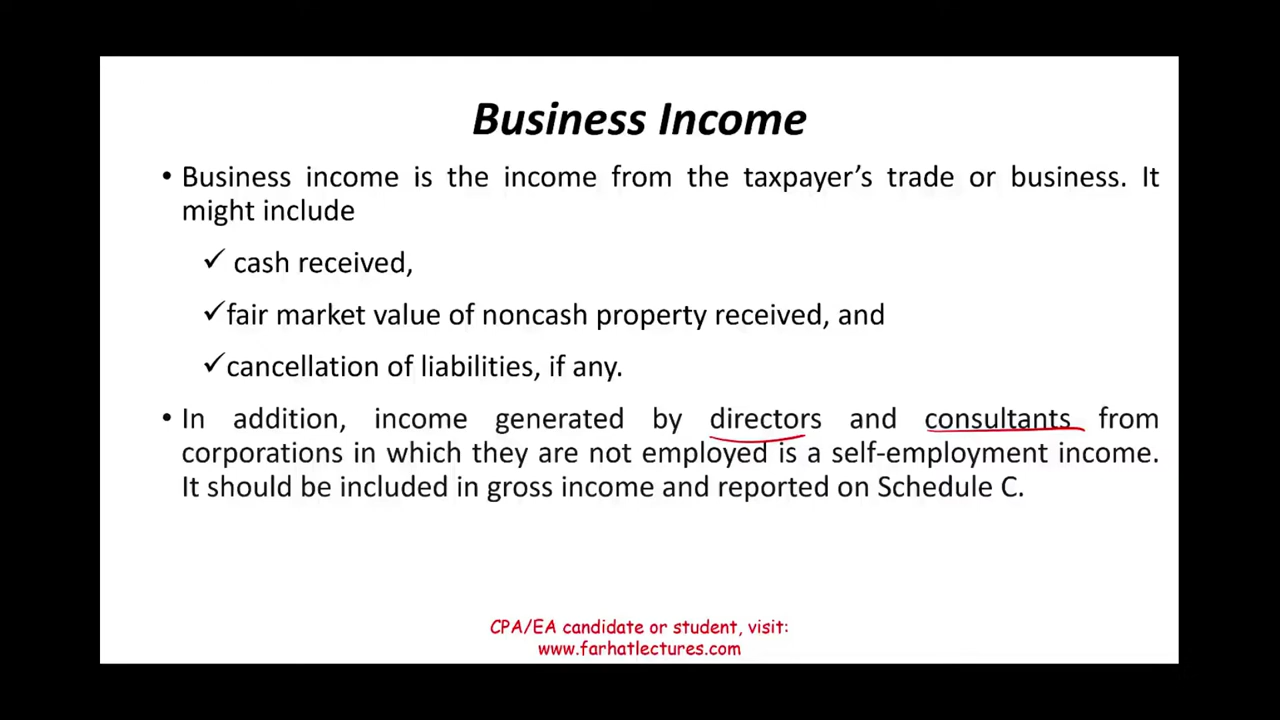 Business Income
• Business income is the income from the taxpayer’s trade or business. It
might include
✓ cash received,
✓fair market value of noncash property received, and
✓cancellation of liabilities, if any.
• In addition, income generated by directors and consultants from
corporations in which they are not employed is a self-employment income.
It should be included in gross income and reported on Schedule C.
CPA/EA candidate or student, visit:
www.farhatlectures.com